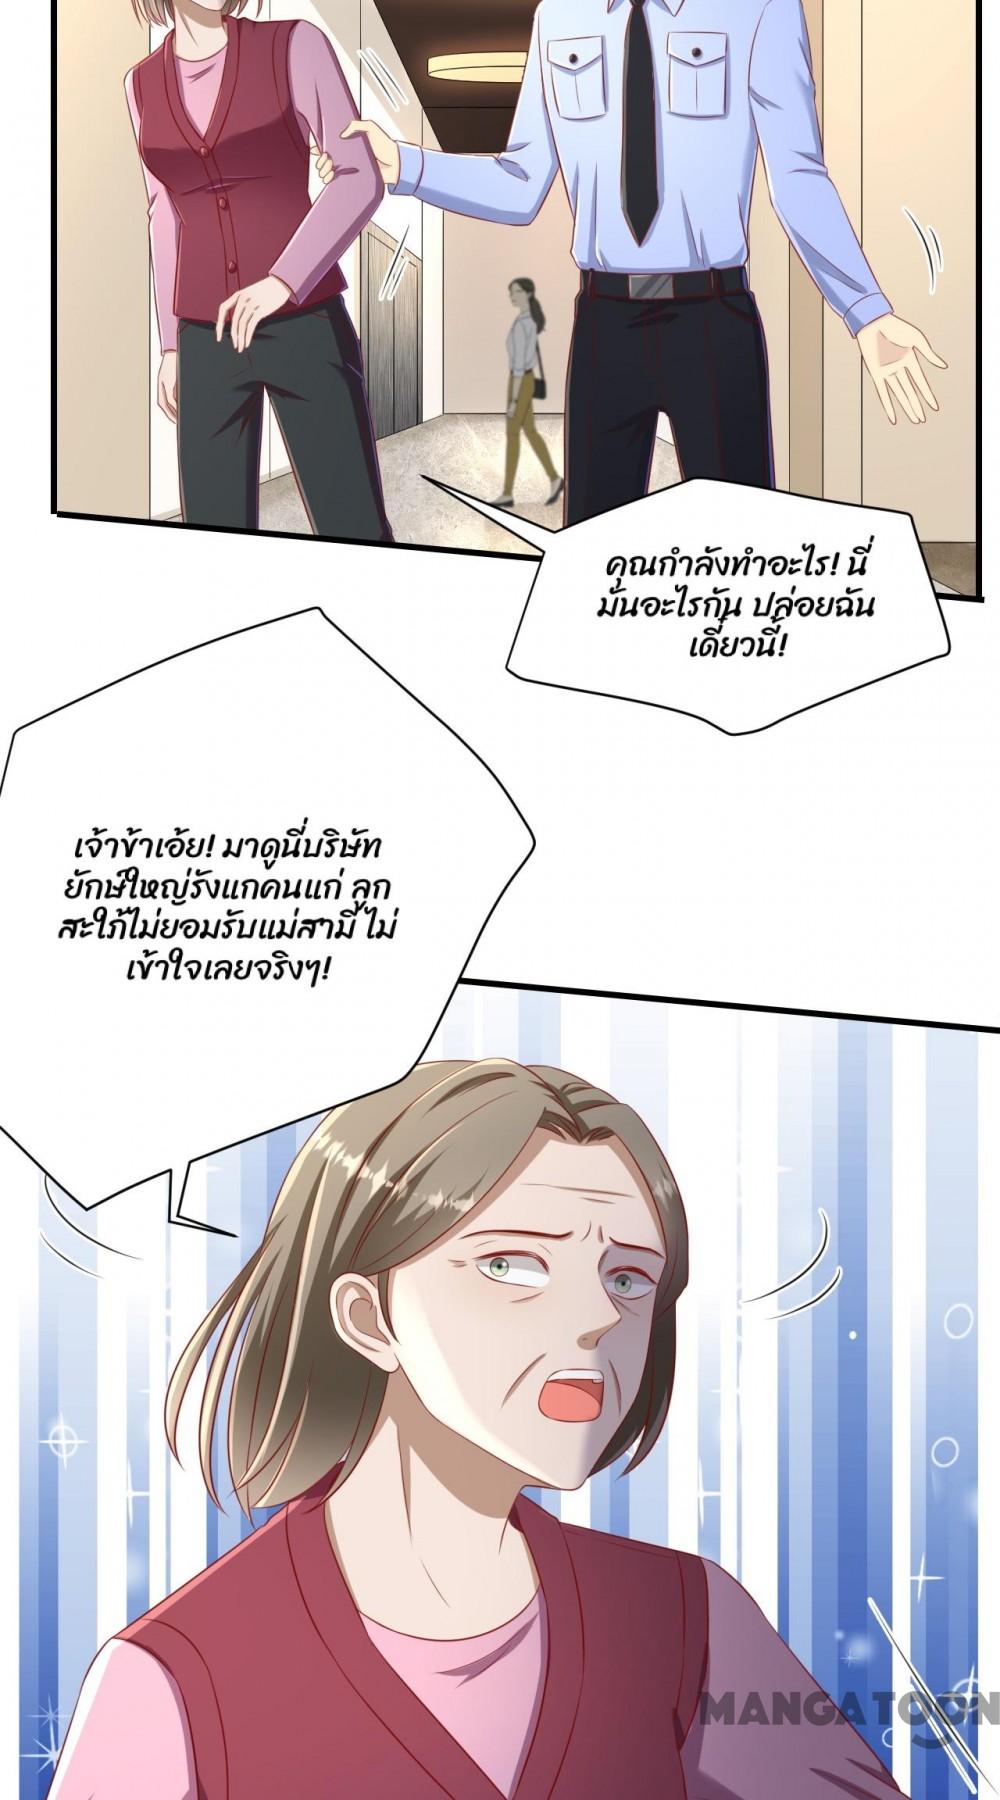 คุณกำลังทำอะไร! นี่
มันอะไรกัน ปล่อยฉัน
เดี๋ยวนี้!
เจ้าข้าเอ้ย! มาดูนี่บริษัท
ยักษ์ใหญ่รังแกคนแก่ ลูก
สะใภ้ไม่ยอมรับแม่สามี ไม่
เข้าใจเลยจริงๆ!
MANGATOON